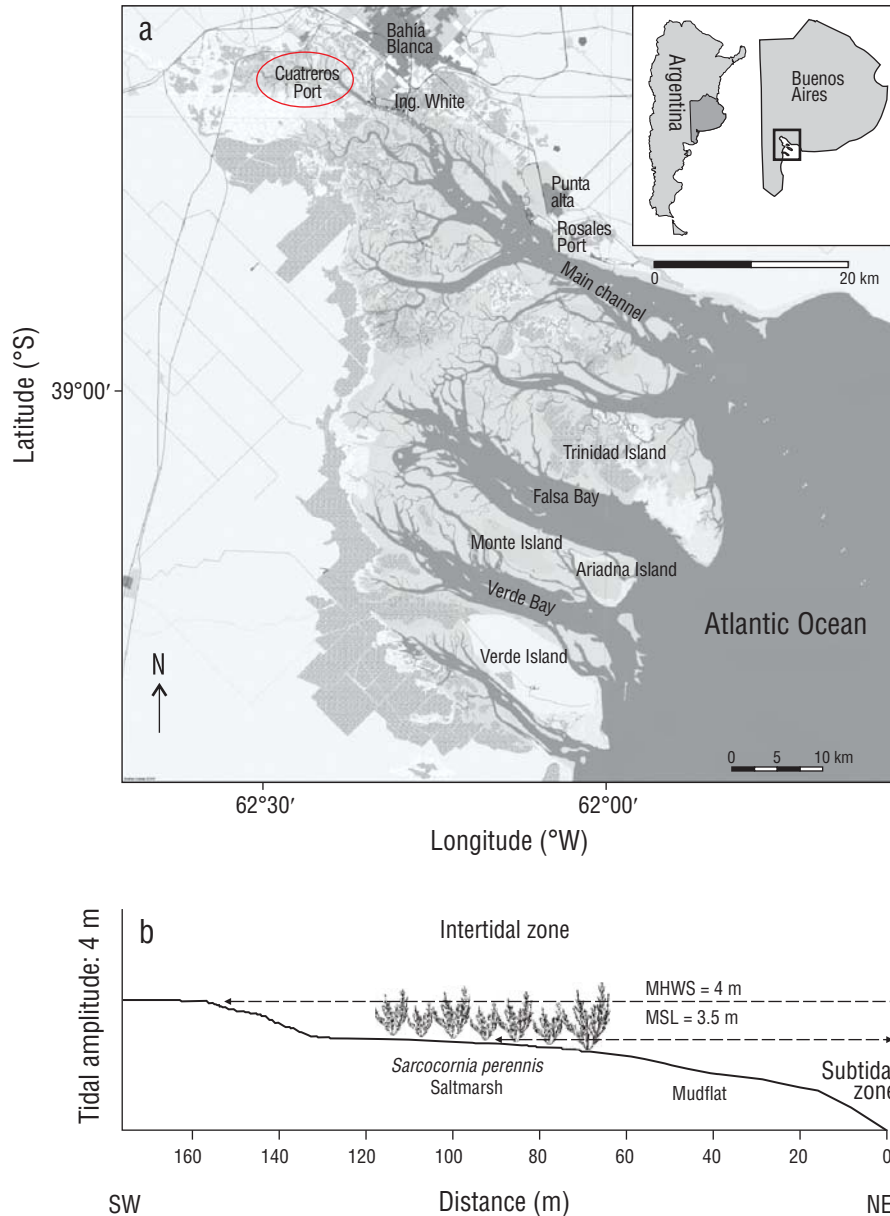 a
Bahía
Blanca
Cuatreros
Port
Ing. White
Argentina
Buenos
Aires
Punta
alta
Rosales
Port
0 20 km
Main channel
Latitude (°S)
39°00′
Trinidad Island
Falsa Bay
Monte Island
Ariadna Island
Verde Bay
Atlantic Ocean
Verde Island
N
0 5 10 km
62°30′ 62°00′
Longitude (°W)
b
Tidal amplitude: 4 m
Intertidal zone
MHWS = 4 m
MSL = 3.5 m
Sarcocornia perennis
Saltmarsh
Mudflat
Subtidal
zone
160 140 120 100 80 60 40 20 0
SW Distance (m) NE